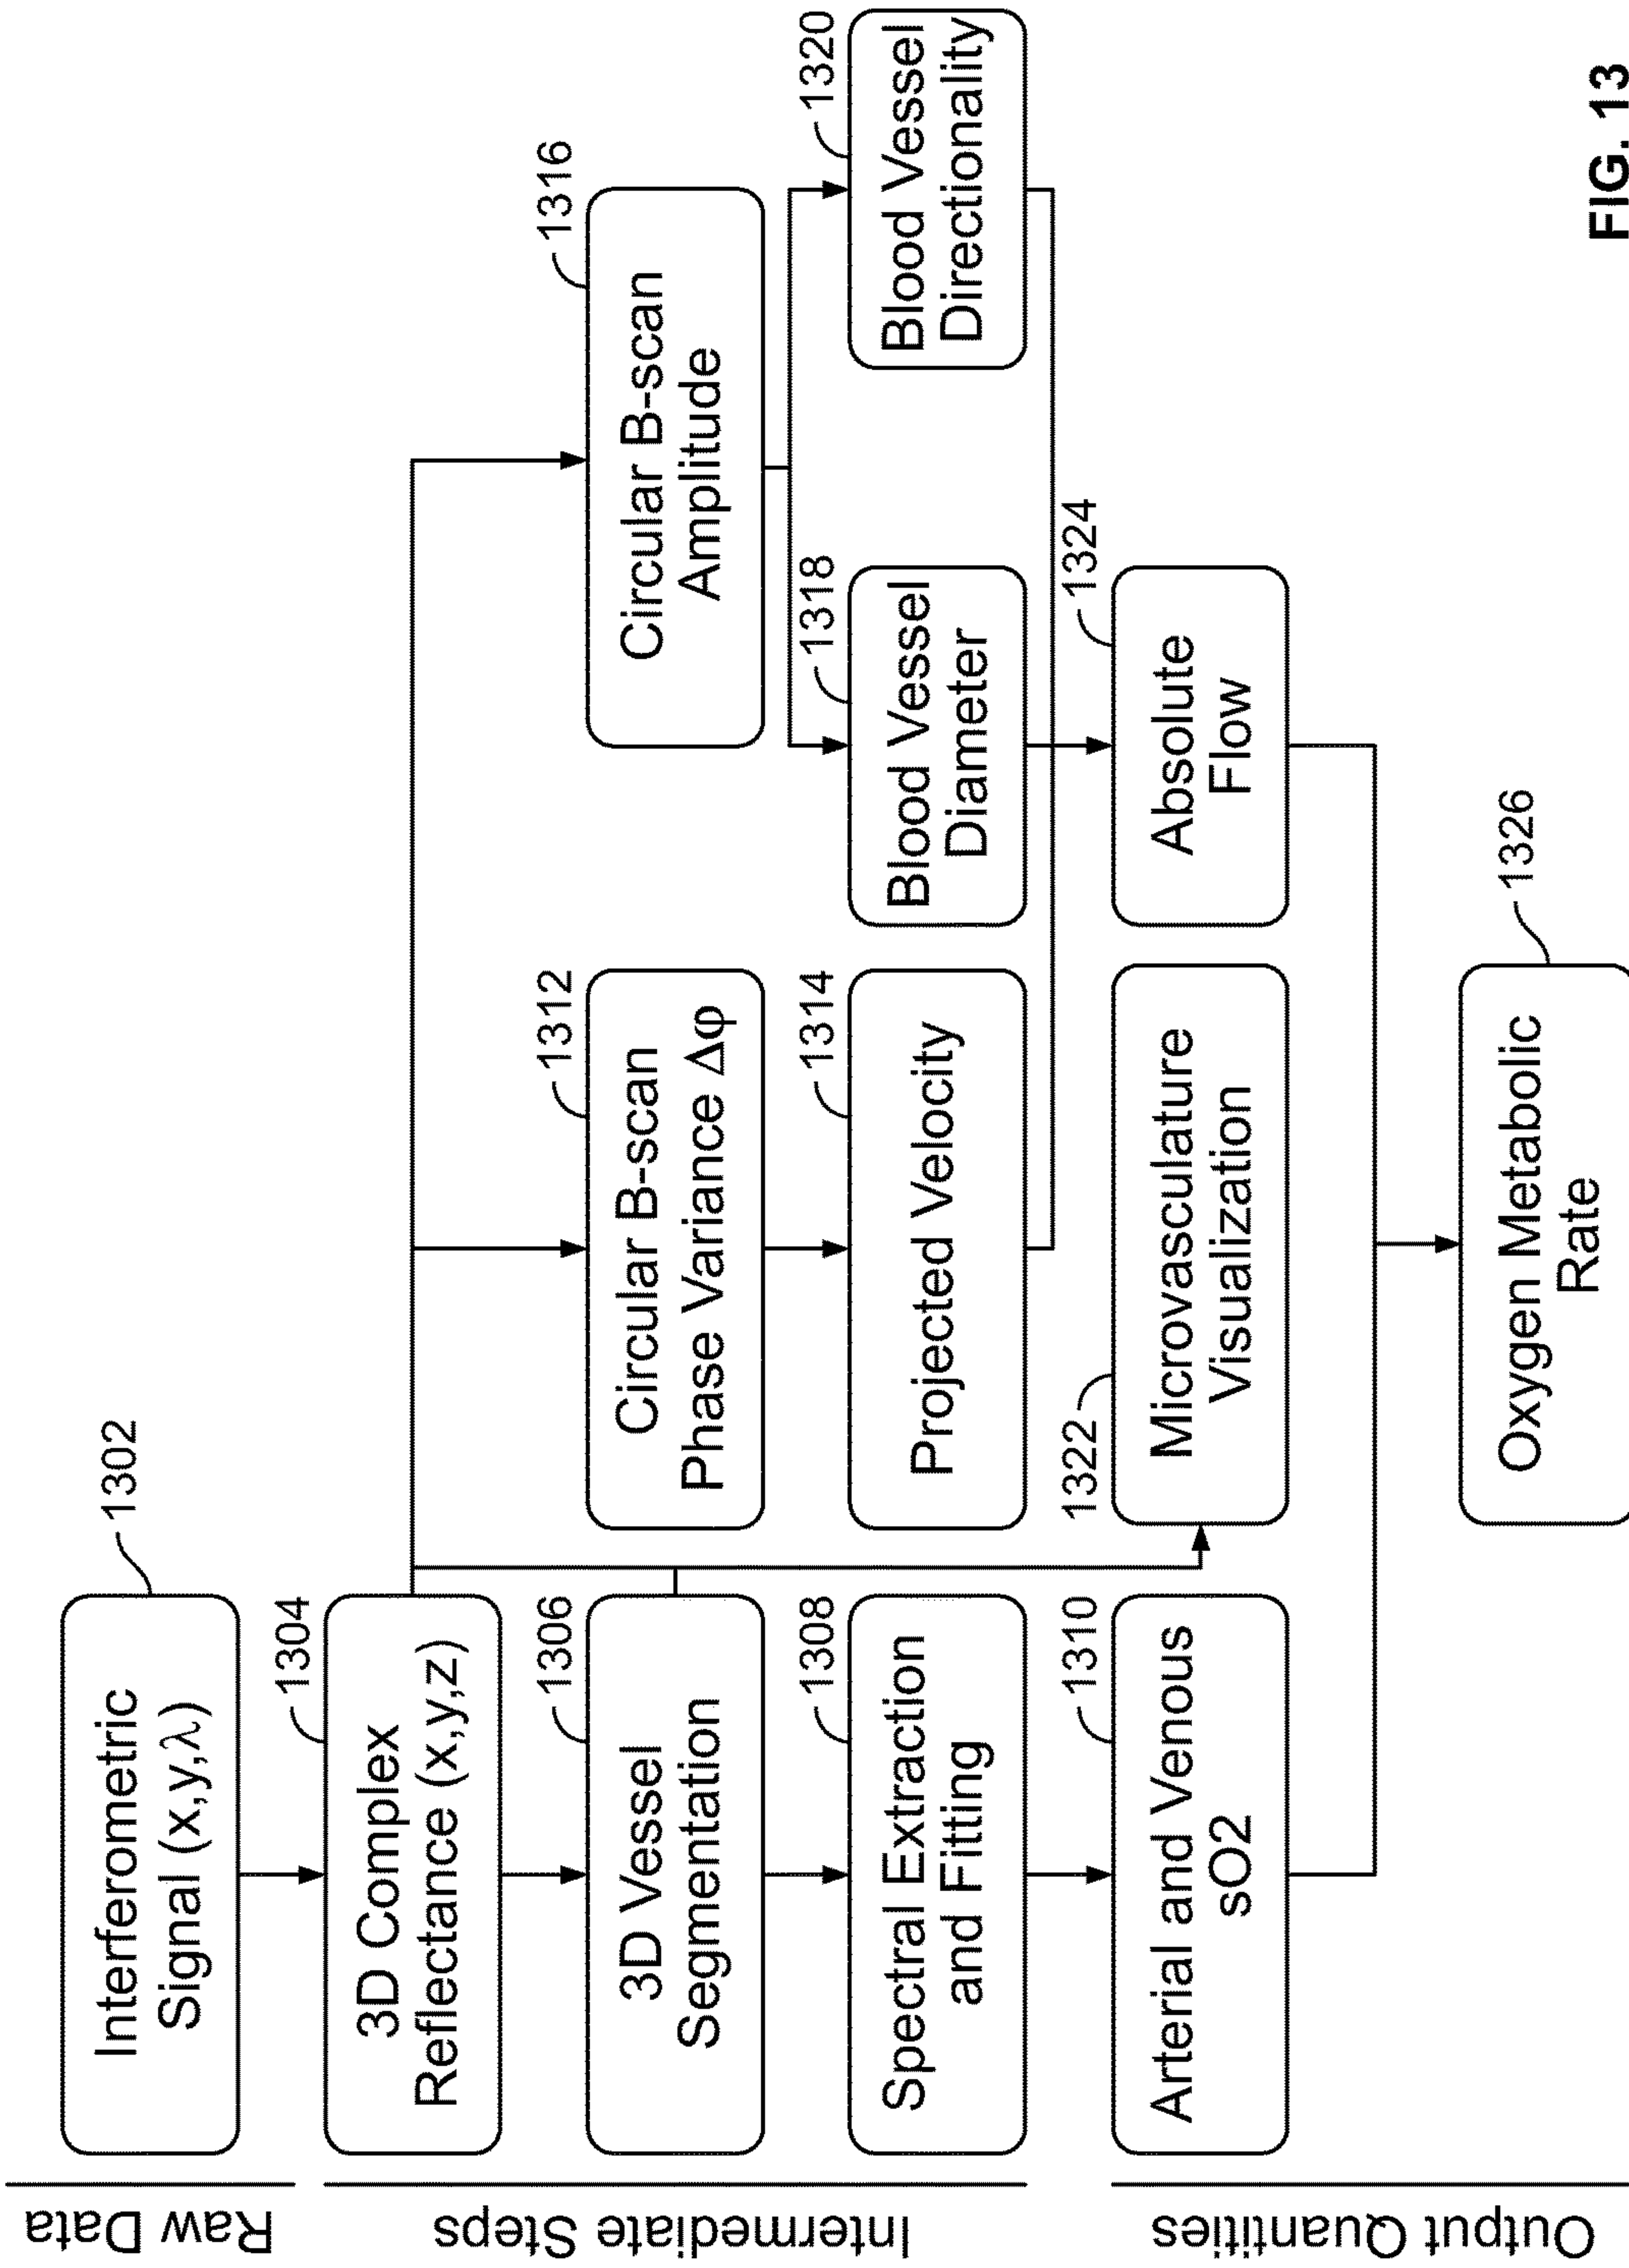 Raw Data
Interferometric
Signal (x,y,λ)
1302
Intermediate Steps
3D Complex
Reflectance (x,y,z)
1304
3D Vessel
Segmentation
1306
Circular B-scan
Phase Variance Δφ
1312
Circular B-scan
Amplitude
1316
Spectral Extraction
and Fitting
1308
Projected Velocity
1314
Blood Vessel
Diameter
1318
Blood Vessel
Directionality
1320
Output Quantities
Arterial and Venous
sO2
1310
Microvasculature
Visualization
1322
Absolute
Flow
1324
Oxygen Metabolic
Rate
1326
FIG. 13